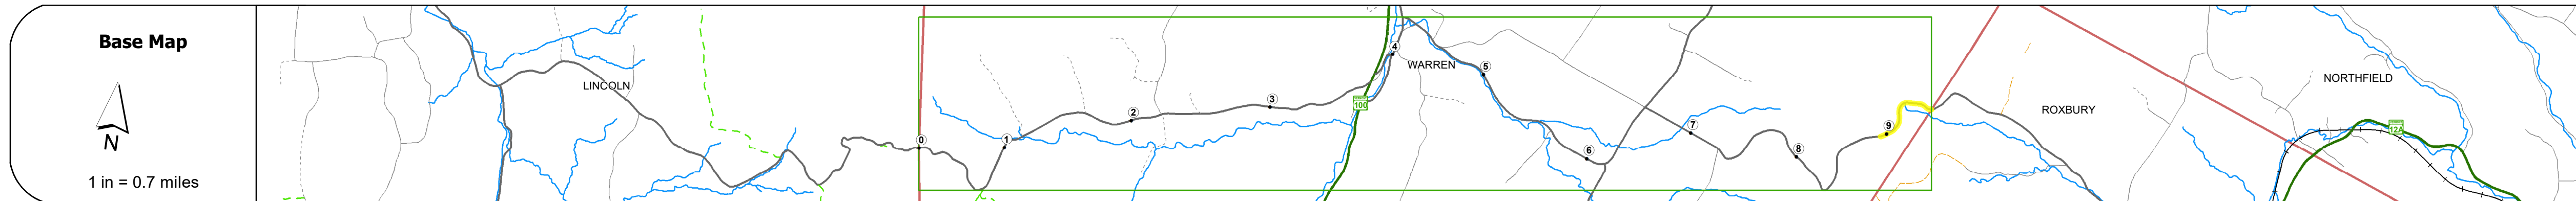 Base Map
N
1 in = 0.7 miles
LINCOLN
0
1
2
3
100
4
WARREN
5
6
7
8
9
ROXBURY
NORTHFIELD
12A